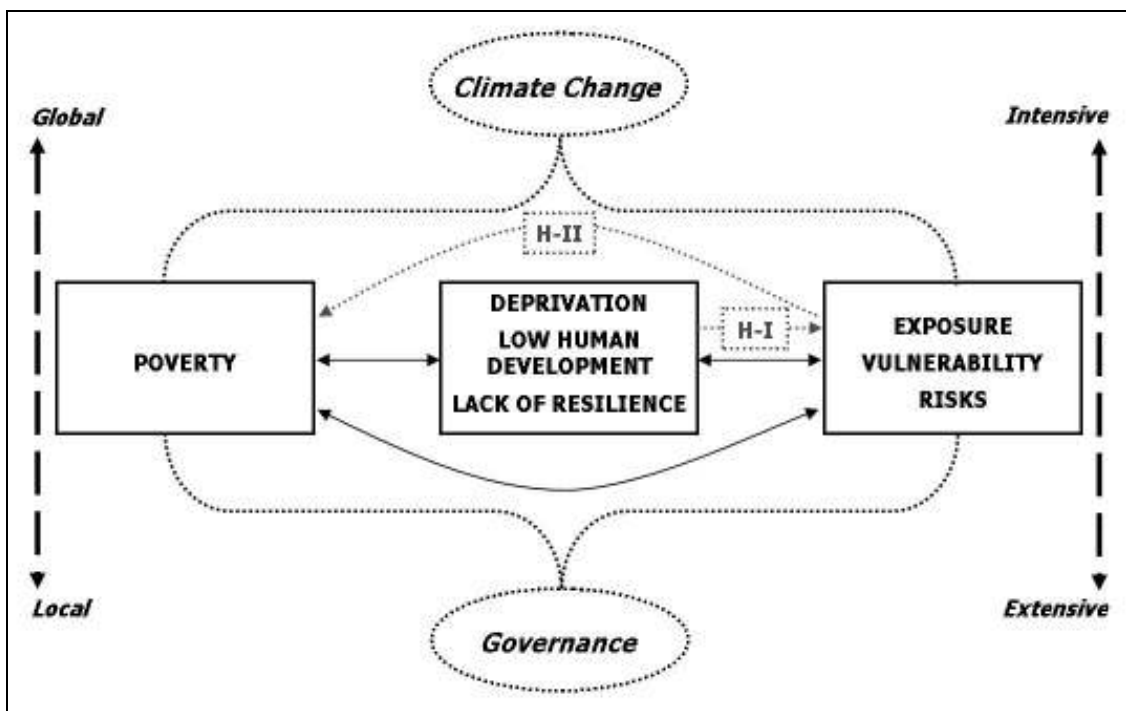 Climate Change
Global
Intensive
H-II
POVERTY
DEPRIVATION
LOW HUMAN
DEVELOPMENT
LACK OF RESILIENCE
H-I
EXPOSURE
VULNERABILITY
RISKS
Local
Extensive
Governance